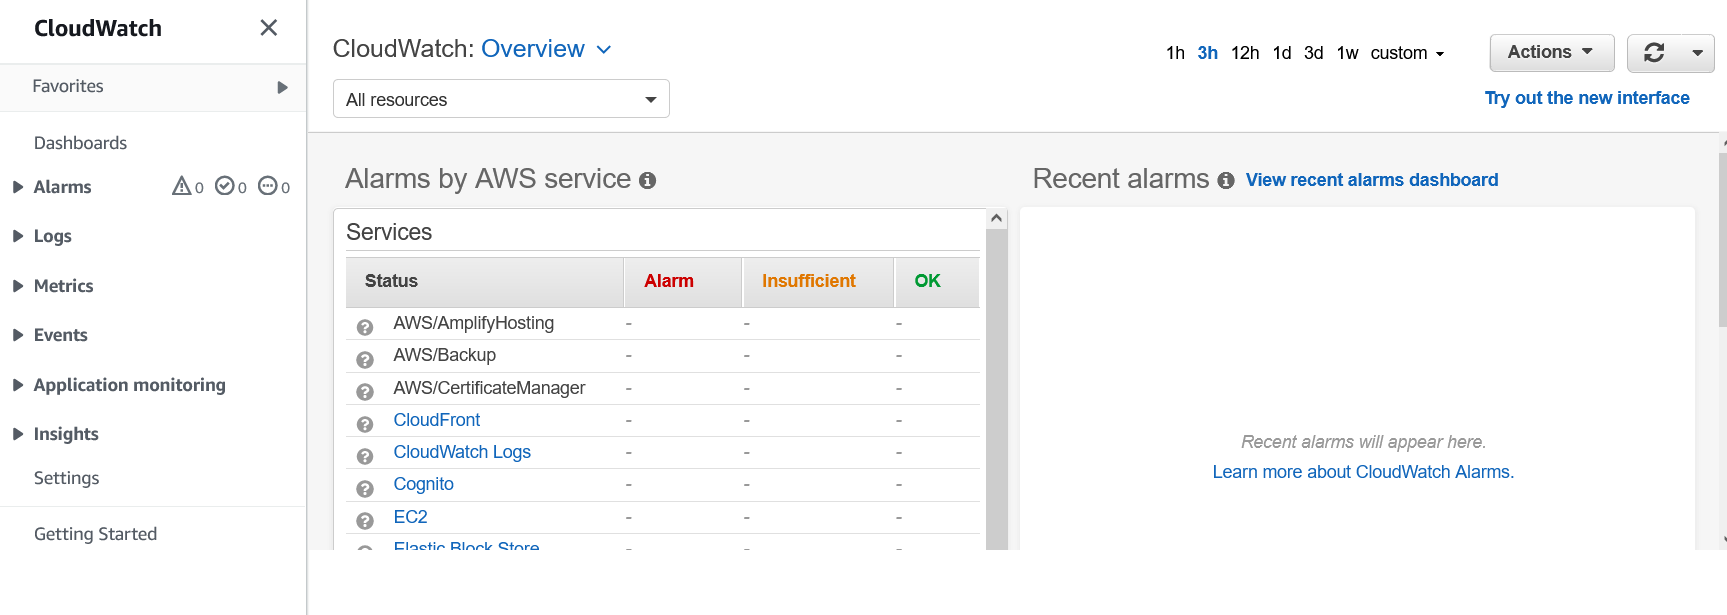 CloudWatch
Favorites
Dashboards
Alarms 0 0 0
Logs
Metrics
Events
Application monitoring
Insights
Settings
Getting Started
CloudWatch: Overview
1h 3h 12h 1d 3d 1w custom
Actions
All resources
Try out the new interface
Alarms by AWS service
Services
Status Alarm Insufficient OK
AWS/AmplifyHosting - - -
AWS/Backup - - -
AWS/CertificateManager - - -
CloudFront - - -
CloudWatch Logs - - -
Cognito - - -
EC2 - - -
Elastic Block Store - - -
Recent alarms View recent alarms dashboard
Recent alarms will appear here.
Learn more about CloudWatch Alarms.